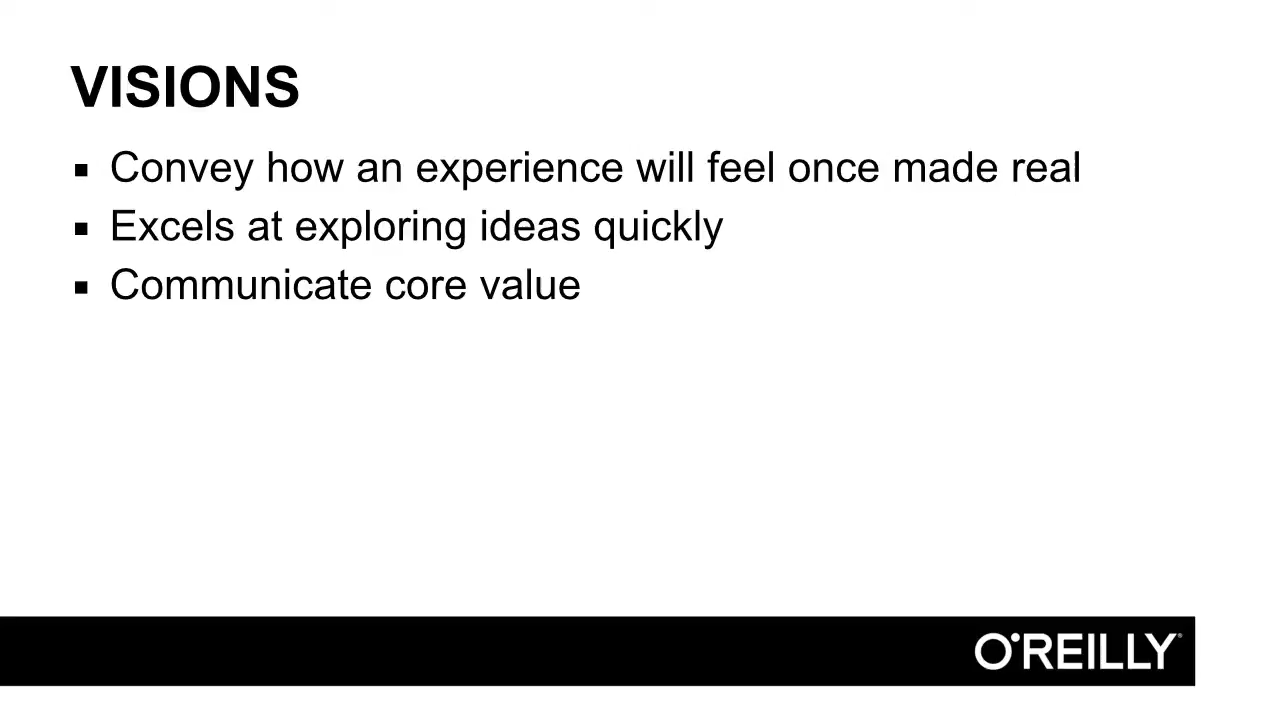 VISIONS
▪ Convey how an experience will feel once made real
▪ Excels at exploring ideas quickly
▪ Communicate core value
O'REILLY®